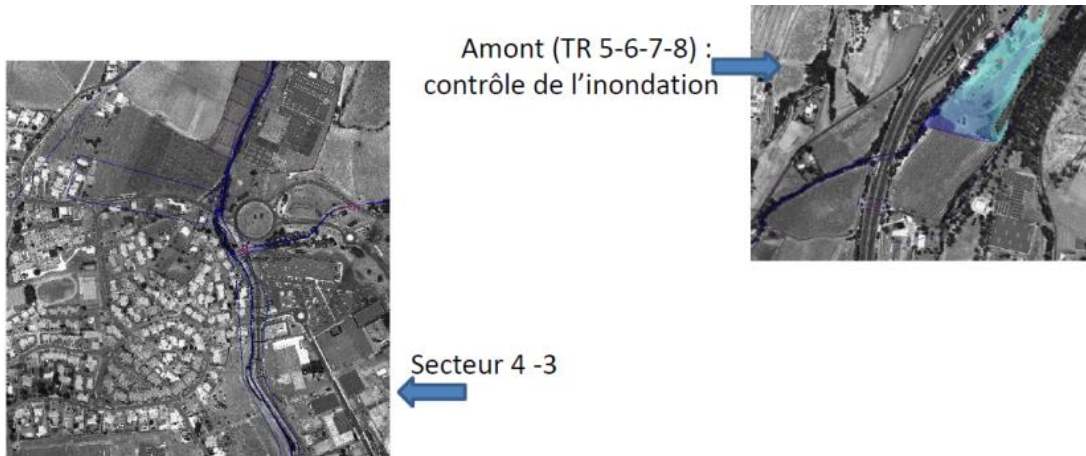 Amont (TR 5-6-7-8) :
contrôle de l’inondation
Secteur 4 -3